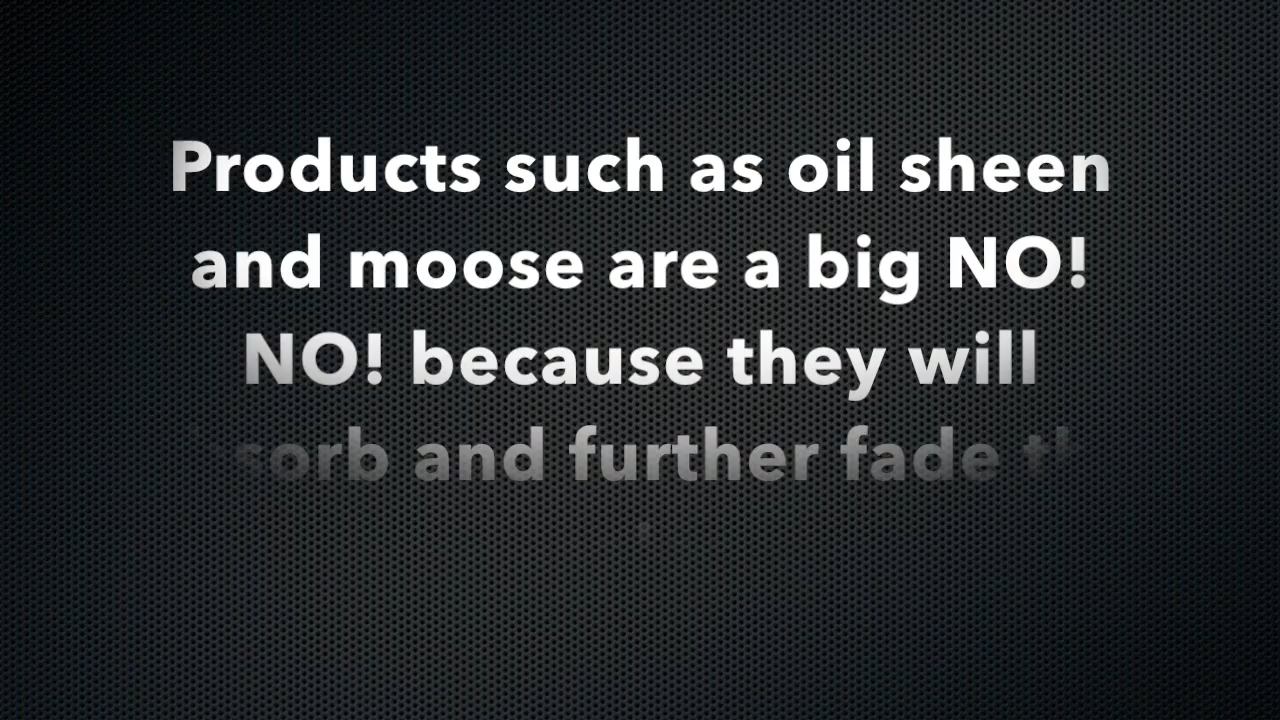 Products such as oil sheen
and moose are a big NO!
NO! because they will
and further fade